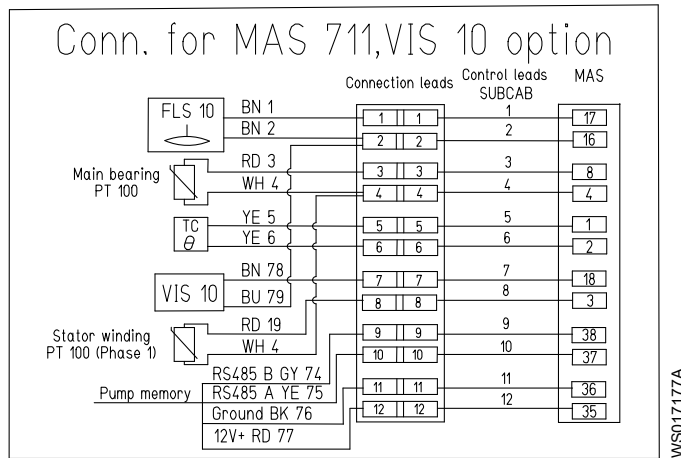 Conn. for MAS 711,VIS 10 option
Connection leads
Control leads
SUBCAB
MAS
FLS 10
BN 1
1 1
1
17
BN 2
2 2
2
16
Main bearing
PT 100
RD 3
3 3
3
8
WH 4
4 4
4
4
TC
θ
YE 5
5 5
5
1
YE 6
6 6
6
2
VIS 10
BN 78
7 7
7
18
BU 79
8 8
8
3
Stator winding
PT 100 (Phase 1)
RD 19
9 9
9
38
WH 4
10 10
10
37
Pump memory
RS485 B GY 74
RS485 A YE 75
11 11
11
36
Ground BK 76
12 12
12
35
12V+ RD 77
WS017177A